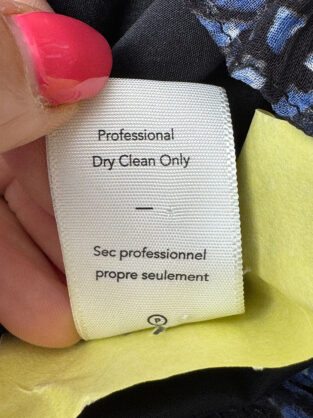 Professional
Dry Clean Only
—
Sec professionnel
propre seulement
P